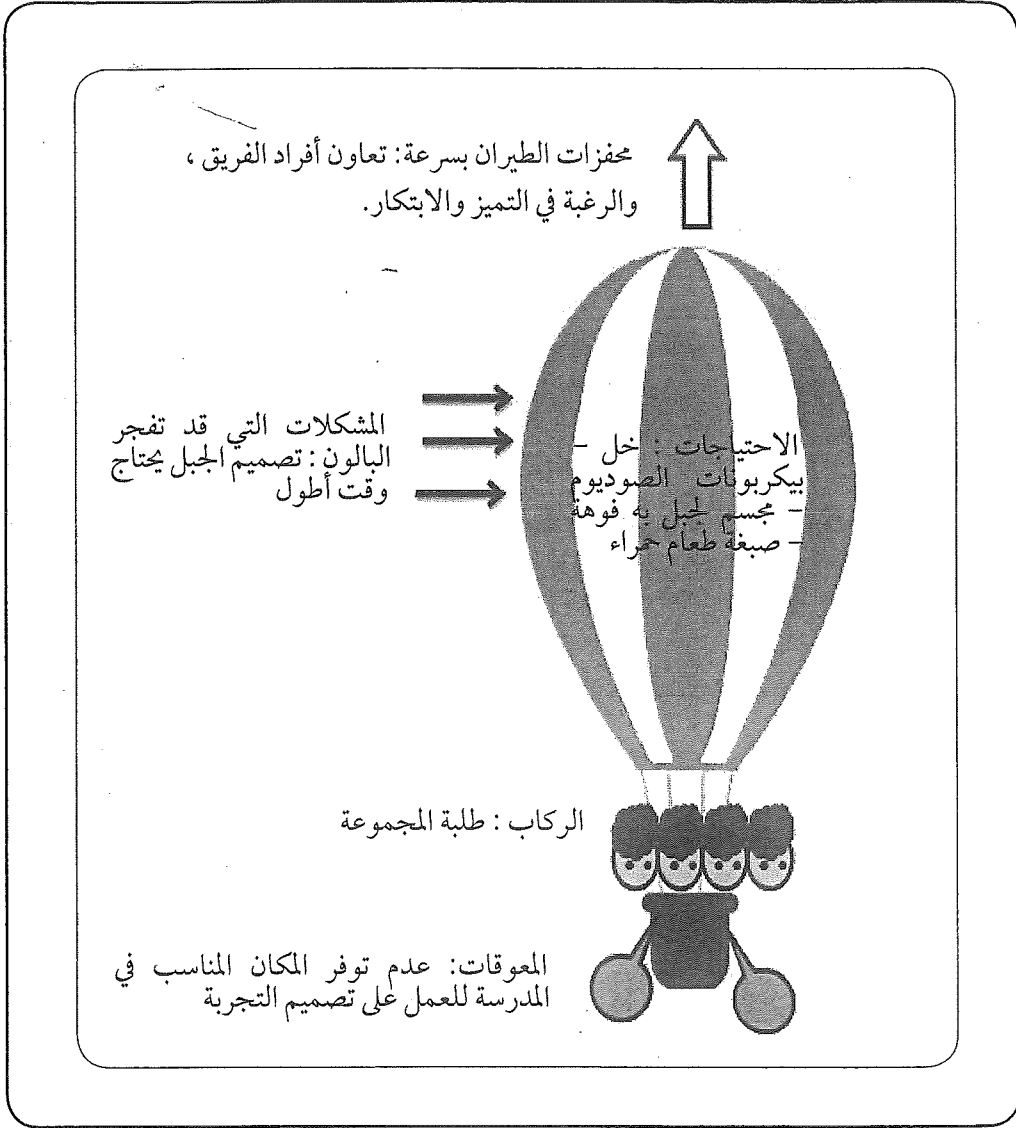 محفزات الطيران بسرعة: تعاون أفراد الفريق ،
والرغبة في التميز والابتكار.
المشكلات التي قد تفجر
البالون : تصميم الجبل يحتاج
وقت أطول
الاحتياجات : خل –
بيكربونات الصوديوم
– مجسم لجبل به فوهة
– صبغة طعام حمراء
الركاب : طلبة المجموعة
المعوقات: عدم توفر المكان المناسب في
المدرسة للعمل على تصميم التجربة